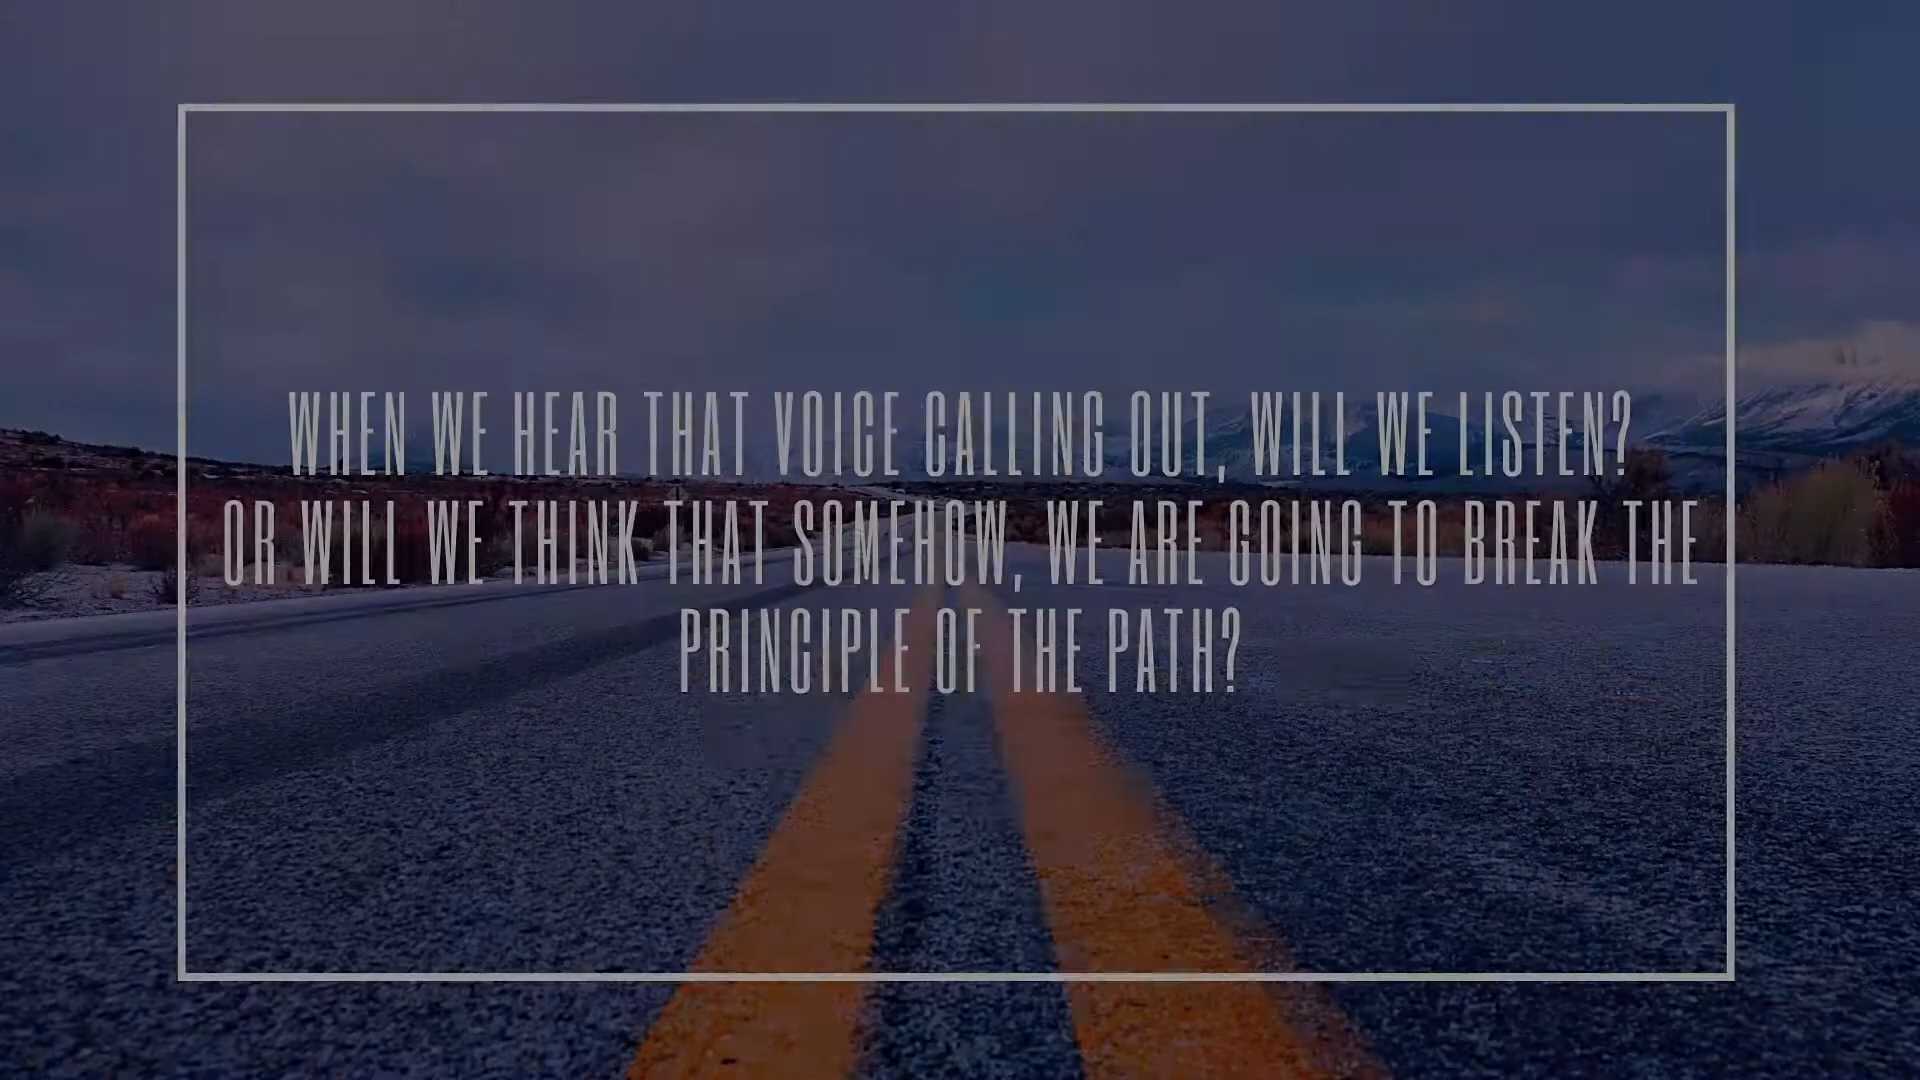 WHEN WE HEAR THAT VOICE CALLING OUT, WILL WE LISTEN?
OR WILL WE THINK THAT SOMEHOW, WE ARE GOING TO BREAK THE
PRINCIPLE OF THE PATH?